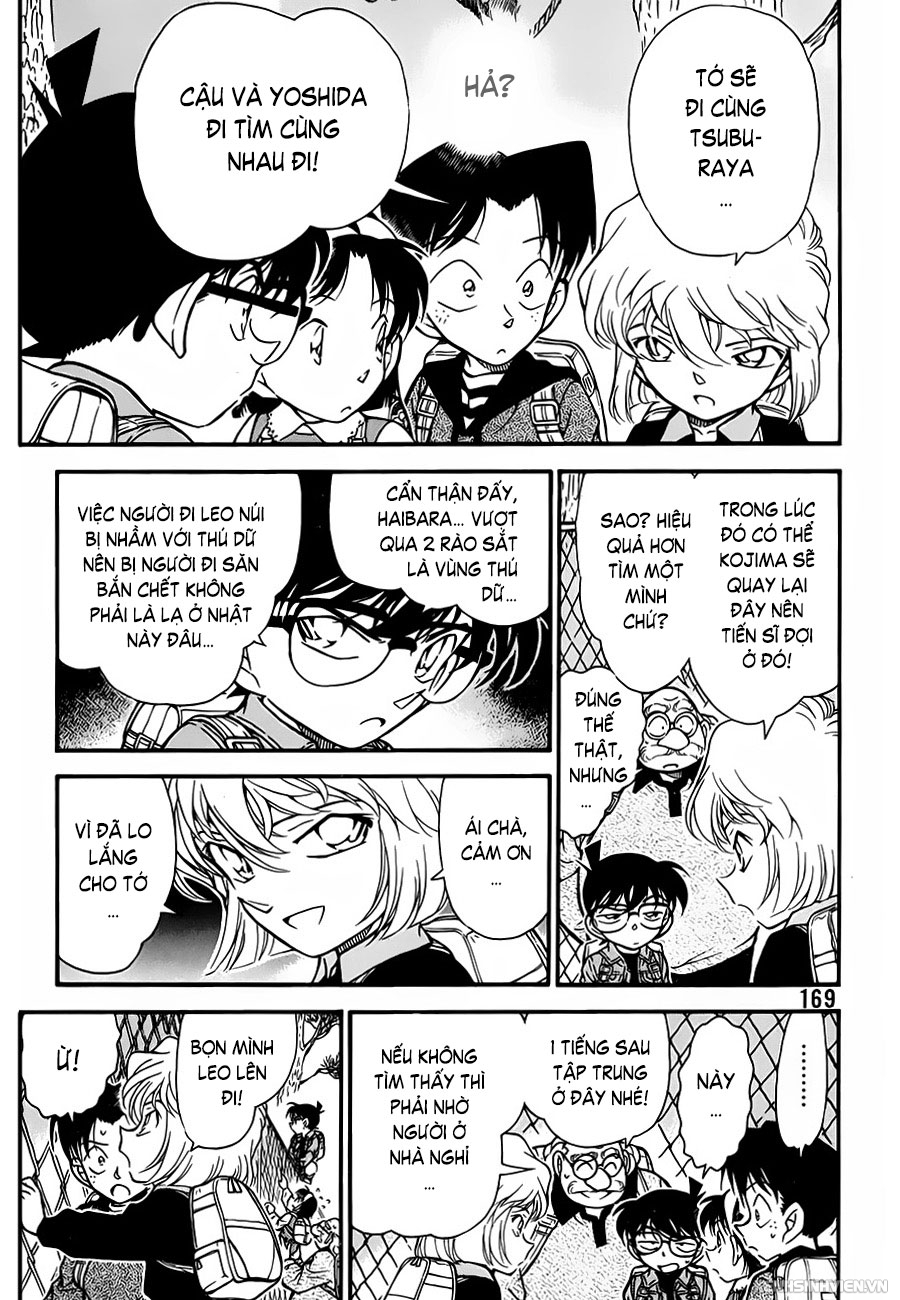 TỚ SẼ
ĐI CÙNG
TSUBU-
RAYA
...
HẢ?
CẬU VÀ YOSHIDA
ĐI TÌM CÙNG
NHAU ĐI!
TRONG LÚC
ĐÓ CÓ THỂ
KOJIMA SẼ
QUAY LẠI
ĐÂY NÊN
TIẾN SĨ ĐỢI
Ở ĐÓ!
SAO? HIỆU
QUẢ HƠN
TÌM MỘT
MÌNH
CHỨ?
ĐÚNG
THẾ
THẬT,
NHƯNG
...
CẨN THẬN ĐẤY,
HAIBARA... VƯỢT
QUA 2 RÀO SẮT
LÀ VÙNG THÚ
DỮ...
VIỆC NGƯỜI ĐI LEO NÚI
BỊ NHẦM VỚI THÚ DỮ
NÊN BỊ NGƯỜI ĐI SĂN
BẮN CHẾT KHÔNG
PHẢI LÀ LẠ Ở NHẬT
NÀY ĐÂU...
ÁI CHÀ,
CẢM ƠN
...
VÌ ĐÃ LO
LẮNG
CHO TỚ
...
169
.........
NÀY
...
1 TIẾNG SAU
TẬP TRUNG
Ở ĐÂY NHÉ!
NẾU KHÔNG
TÌM THẤY THÌ
PHẢI NHỜ
NGƯỜI Ở
NHÀ NGHỈ
...
BỌN MÌNH
LEO LÊN
ĐI!
Ừ!